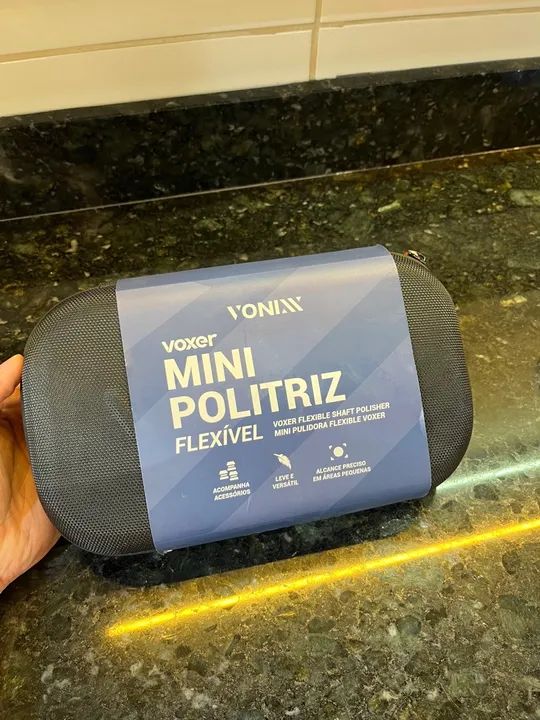 VONIXX
voxer
MINI
POLITRIZ
FLEXÍVEL
VOXER FLEXIBLE SHAFT POLISHER
MINI PULIDORA FLEXIBLE VOXER
ACOMPANHA
ACESSÓRIOS
LEVE E
VERSÁTIL
ALCANCE PRECISO
EM ÁREAS PEQUENAS